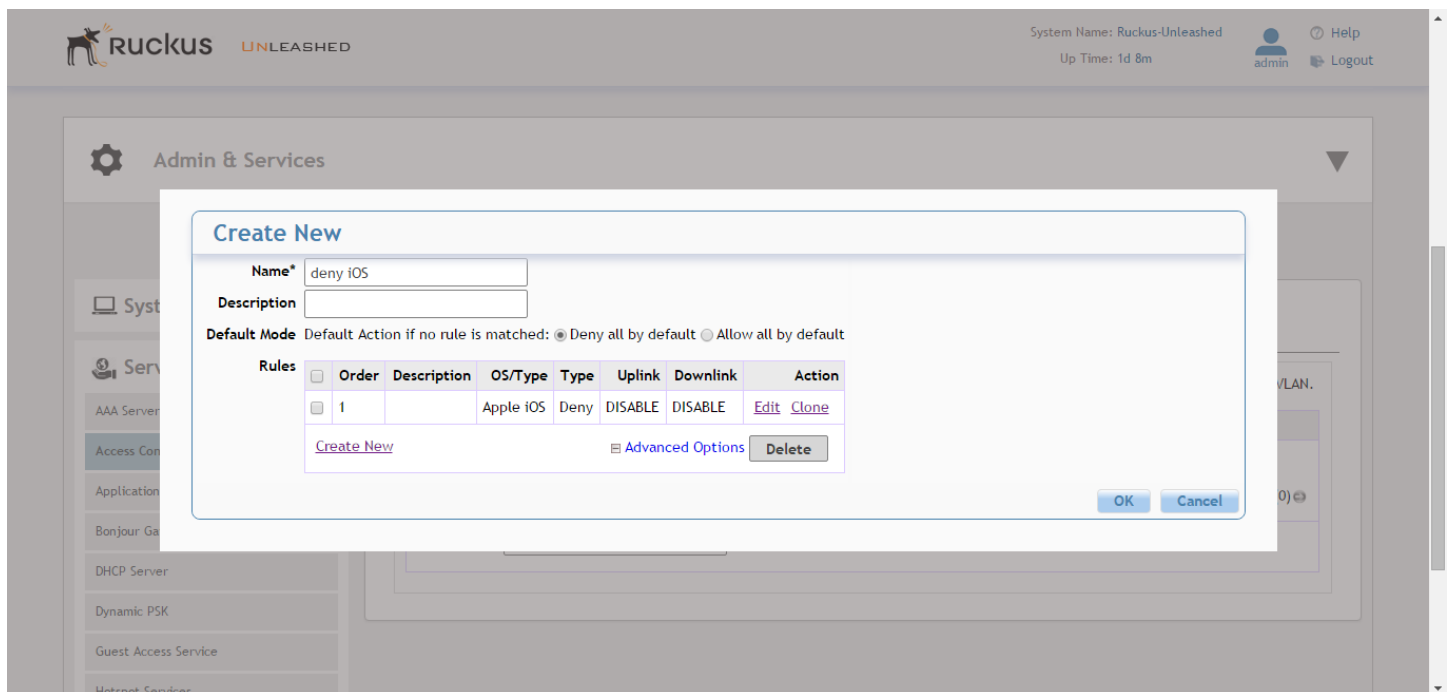 Ruckus UNLEASHED
System Name: Ruckus-Unleashed
Up Time: 1d 8m
admin
Help
Logout
Admin & Services
Create New
Name* deny iOS
Description
Default Mode Default Action if no rule is matched: Deny all by default Allow all by default
Rules
Order Description OS/Type Type Uplink Downlink Action
1 Apple iOS Deny DISABLE DISABLE Edit Clone
Create New Advanced Options Delete
OK Cancel
Syst
Serv
AAA Server
Access Con
Application
Bonjour Ga
DHCP Server
Dynamic PSK
Guest Access Service
Hotspot Services
/LAN.
0)